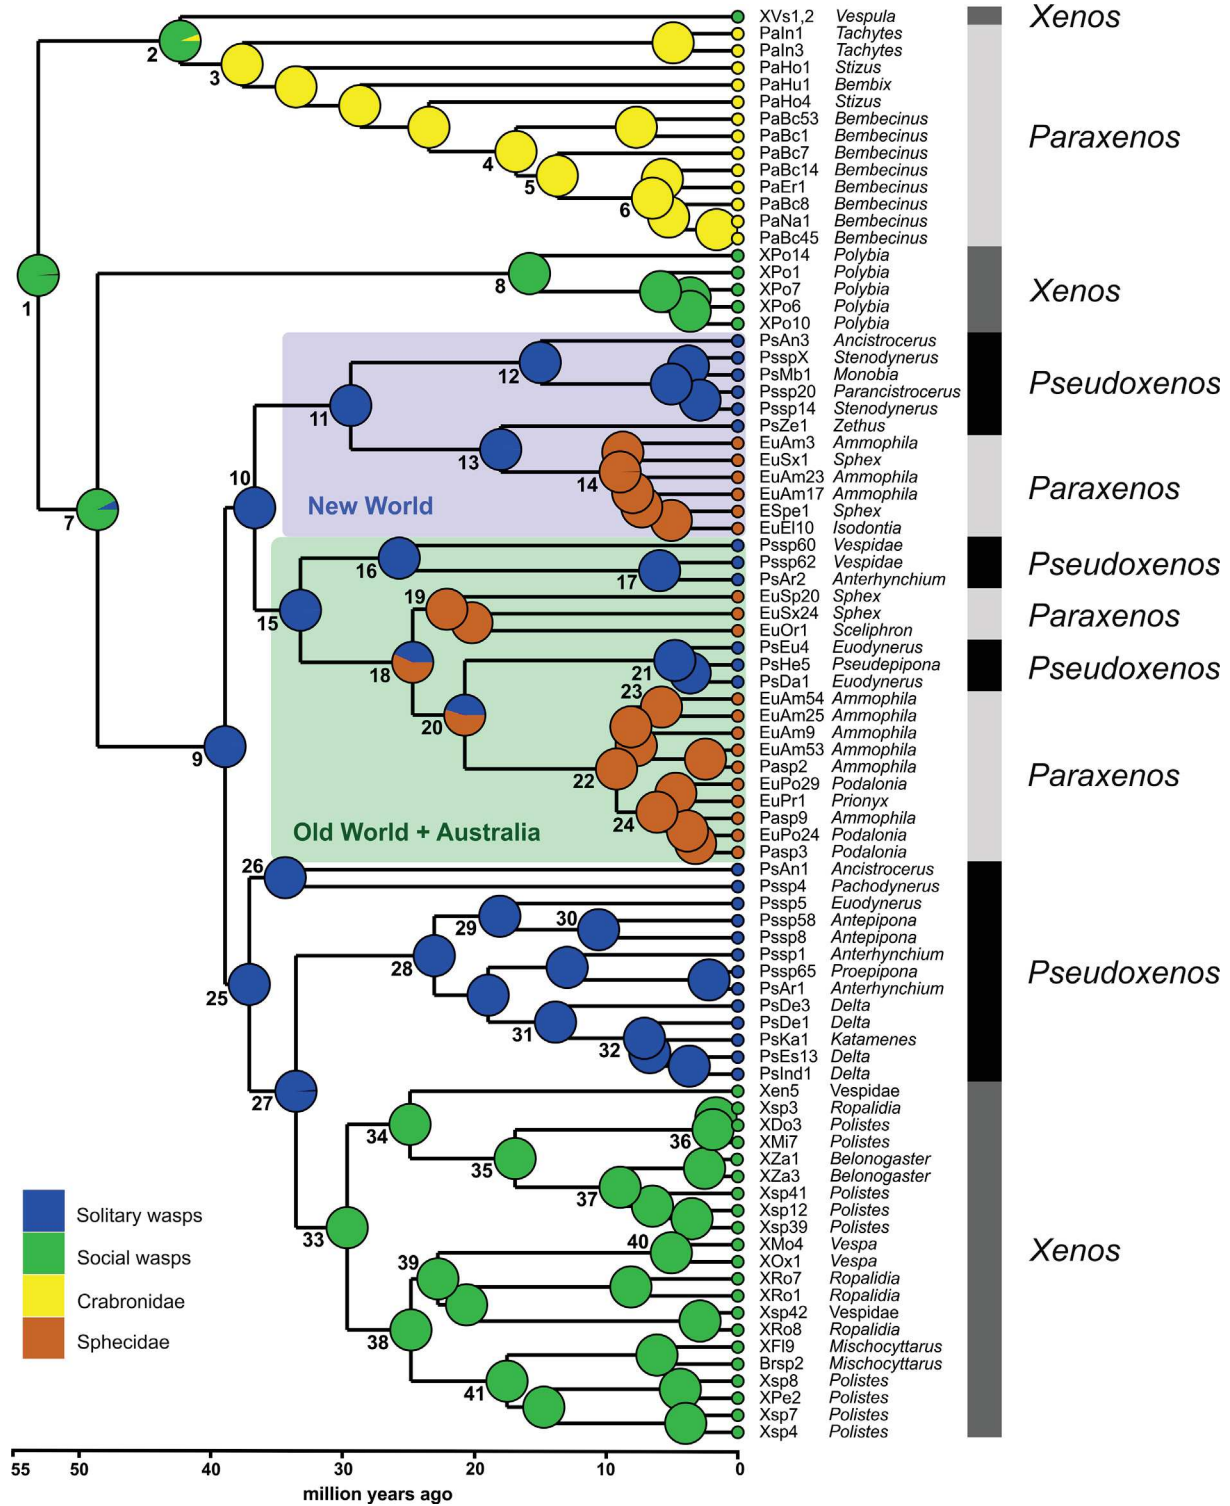 XVs1,2 Vespula
PaIn1 Tachytes
PaIn3 Tachytes
PaHo1 Stizus
PaHu1 Bembix
PaHo4 Stizus
PaBc53 Bembecinus
PaBc1 Bembecinus
PaBc7 Bembecinus
PaBc14 Bembecinus
PaEr1 Bembecinus
PaBc8 Bembecinus
PaNa1 Bembecinus
PaBc45 Bembecinus
XPo14 Polybia
XPo1 Polybia
XPo7 Polybia
XPo6 Polybia
XPo10 Polybia
PsAn3 Ancistrocerus
PsspX Stenodynerus
PsMb1 Monobia
Pssp20 Parancistrocerus
Pssp14 Stenodynerus
PsZe1 Zethus
EuAm3 Ammophila
EuSx1 Sphex
EuAm23 Ammophila
EuAm17 Ammophila
ESpe1 Sphex
EuEl10 Isodontia
Pssp60 Vespidae
Pssp62 Vespidae
PsAr2 Anterhynchium
EuSp20 Sphex
EuSx24 Sphex
EuOr1 Sceliphron
PsEu4 Euodynerus
PsHe5 Pseudepipona
PsDa1 Euodynerus
EuAm54 Ammophila
EuAm25 Ammophila
EuAm9 Ammophila
EuAm53 Ammophila
Pasp2 Ammophila
EuPo29 Podalonia
EuPr1 Prionyx
Pasp9 Ammophila
EuPo24 Podalonia
Pasp3 Podalonia
PsAn1 Ancistrocerus
Pssp4 Pachodynerus
Pssp5 Euodynerus
Pssp58 Antepipona
Pssp8 Antepipona
Pssp1 Anterhynchium
Pssp65 Proepipona
PsAr1 Anterhynchium
PsDe3 Delta
PsDe1 Delta
PsKa1 Katamenes
PsEs13 Delta
PsInd1 Delta
Xen5 Vespidae
Xsp3 Ropalidia
XDo3 Polistes
XMi7 Polistes
XZa1 Belonogaster
XZa3 Belonogaster
Xsp41 Polistes
Xsp12 Polistes
Xsp39 Polistes
XMo4 Vespa
XOx1 Vespa
XRo7 Ropalidia
XRo1 Ropalidia
Xsp42 Vespidae
XRo8 Ropalidia
XFl9 Mischocyttarus
Brsp2 Mischocyttarus
Xsp8 Polistes
XPe2 Polistes
Xsp7 Polistes
Xsp4 Polistes
Xenos
Paraxenos
Xenos
Pseudoxenos
Paraxenos
Pseudoxenos
Paraxenos
Pseudoxenos
Paraxenos
Pseudoxenos
Xenos
1
2
3
4
5
6
7
8
9
10
11
12
13
14
15
16
17
18
19
20
21
22
23
24
25
26
27
28
29
30
31
32
33
34
35
36
37
38
39
40
41
New World
Old World + Australia
Solitary wasps
Social wasps
Crabronidae
Sphecidae
55 50 40 30 20 10 0
million years ago